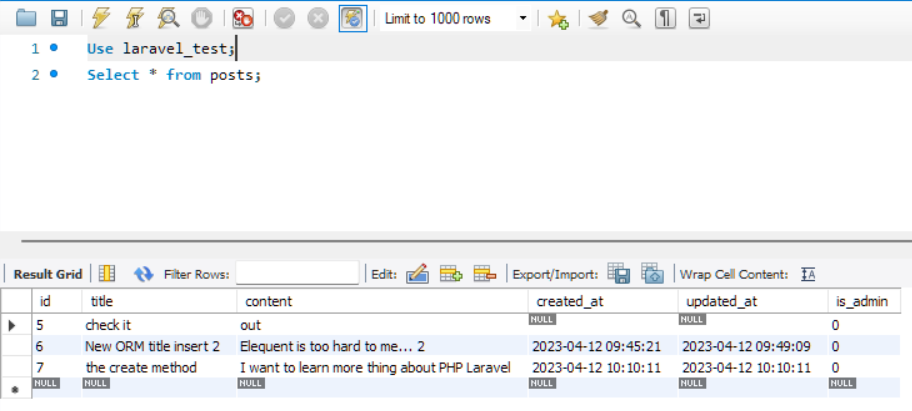 Limit to 1000 rows
1 Use laravel_test;
2 Select * from posts;
Result Grid Filter Rows: Edit: Export/Import: Wrap Cell Content: IA
id title content created_at updated_at is_admin
5 check it out NULL NULL 0
6 New ORM title insert 2 Elequent is too hard to me... 2 2023-04-12 09:45:21 2023-04-12 09:49:09 0
7 the create method I want to learn more thing about PHP Laravel 2023-04-12 10:10:11 2023-04-12 10:10:11 0
NULL NULL NULL NULL NULL NULL